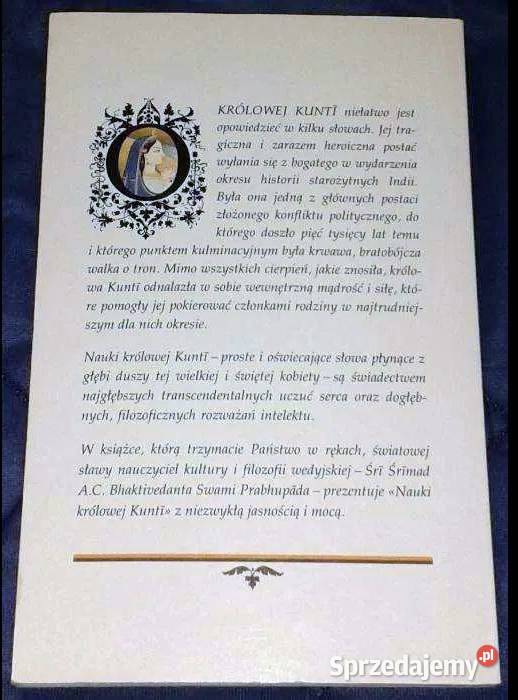 O KRÓLOWEJ KUNTĪ niełatwo jest
opowiedzieć w kilku słowach. Jej tra-
giczna i zarazem heroiczna postać
wyłania się z bogatego w wydarzenia
okresu historii starożytnych Indii.
Była ona jedną z głównych postaci
złożonego konfliktu politycznego, do
którego doszło pięć tysięcy lat temu
i którego punktem kulminacyjnym była krwawa, bratobójcza
walka o tron. Mimo wszystkich cierpień, jakie znosiła, królo-
wa Kuntī odnalazła w sobie wewnętrzną mądrość i siłę, któ-
re pomogły jej pokierować członkami rodziny w najtrudniej-
szym dla nich okresie.
Nauki królowej Kuntī – proste i oświecające słowa płynące z
głębi duszy tej wielkiej i świętej kobiety – są świadectwem
najgłębszych transcendentalnych uczuć serca oraz dogłęb-
nych, filozoficznych rozważań intelektu.
W książce, którą trzymacie Państwo w rękach, światowej
sławy nauczyciel kultury i filozofii wedyjskiej – Śrī Śrīmad
A.C. Bhaktivedanta Swami Prabhupāda – prezentuje «Nauki
królowej Kuntī» z niezwykłą jasnością i mocą.
Sprzedajemy.pl